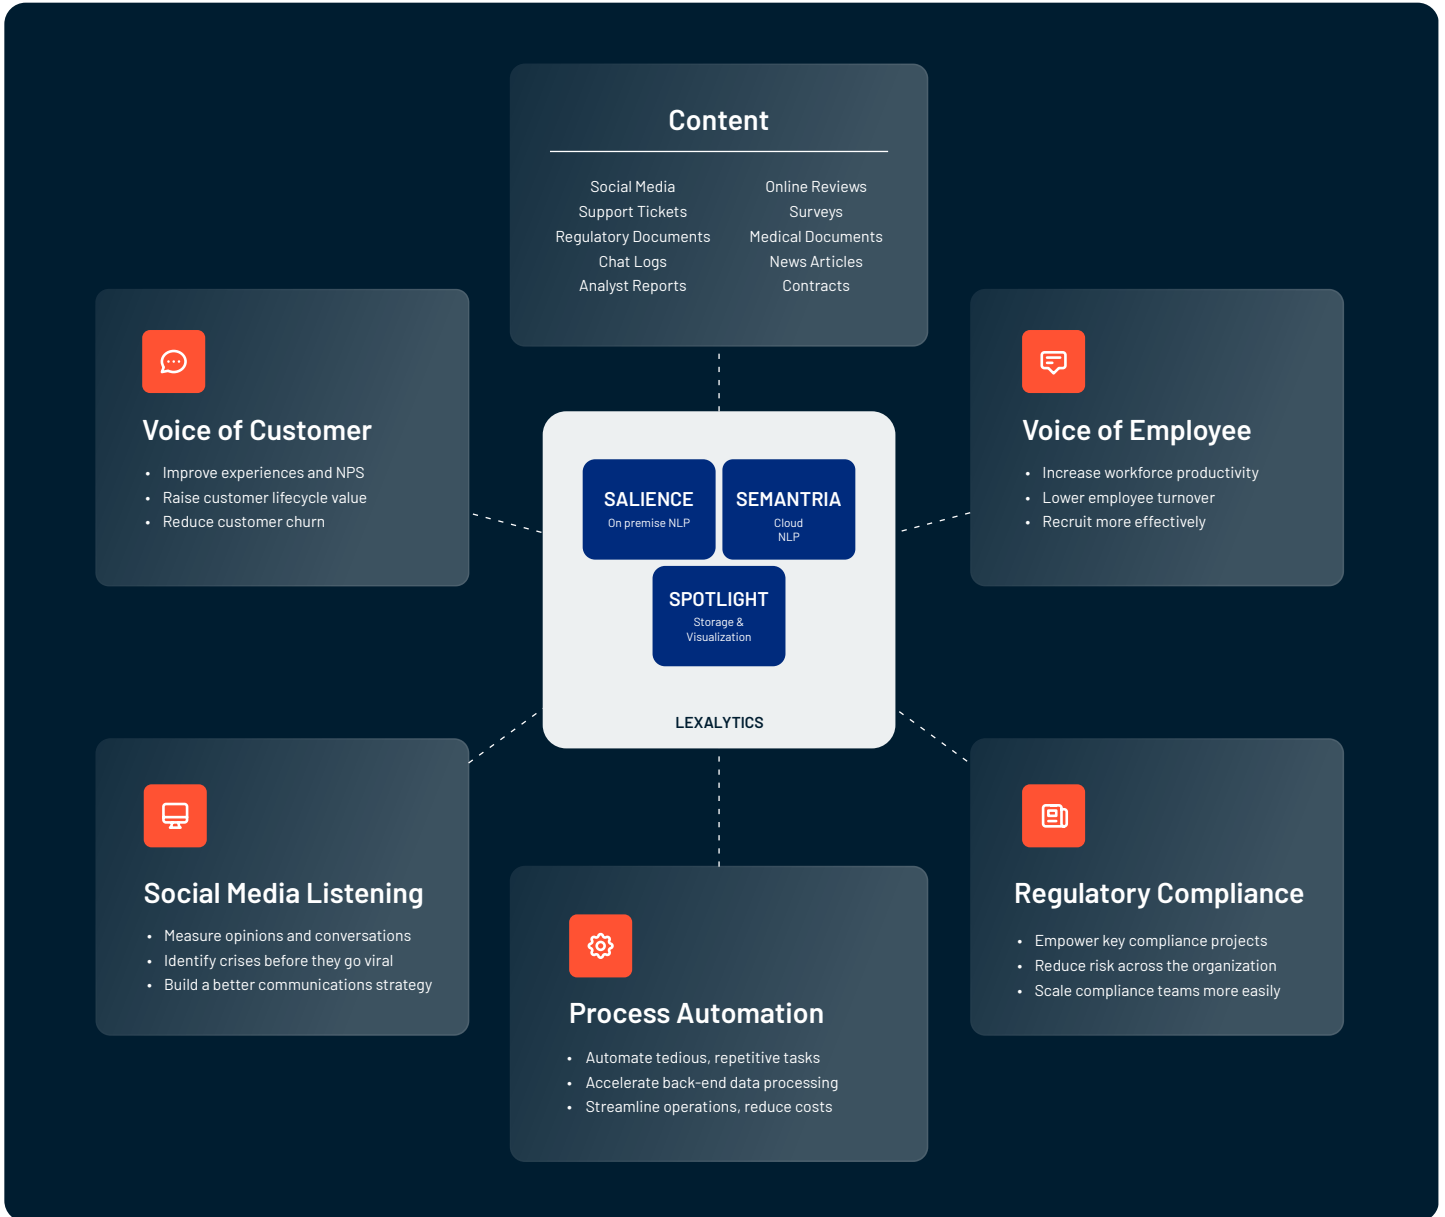 Content
Social Media
Support Tickets
Regulatory Documents
Chat Logs
Analyst Reports
Online Reviews
Surveys
Medical Documents
News Articles
Contracts
Voice of Customer
• Improve experiences and NPS
• Raise customer lifecycle value
• Reduce customer churn
SALIENCE
On premise NLP
SEMANTRIA
Cloud
NLP
SPOTLIGHT
Storage &
Visualization
LEXALYTICS
Voice of Employee
• Increase workforce productivity
• Lower employee turnover
• Recruit more effectively
Social Media Listening
• Measure opinions and conversations
• Identify crises before they go viral
• Build a better communications strategy
Process Automation
• Automate tedious, repetitive tasks
• Accelerate back-end data processing
• Streamline operations, reduce costs
Regulatory Compliance
• Empower key compliance projects
• Reduce risk across the organization
• Scale compliance teams more easily